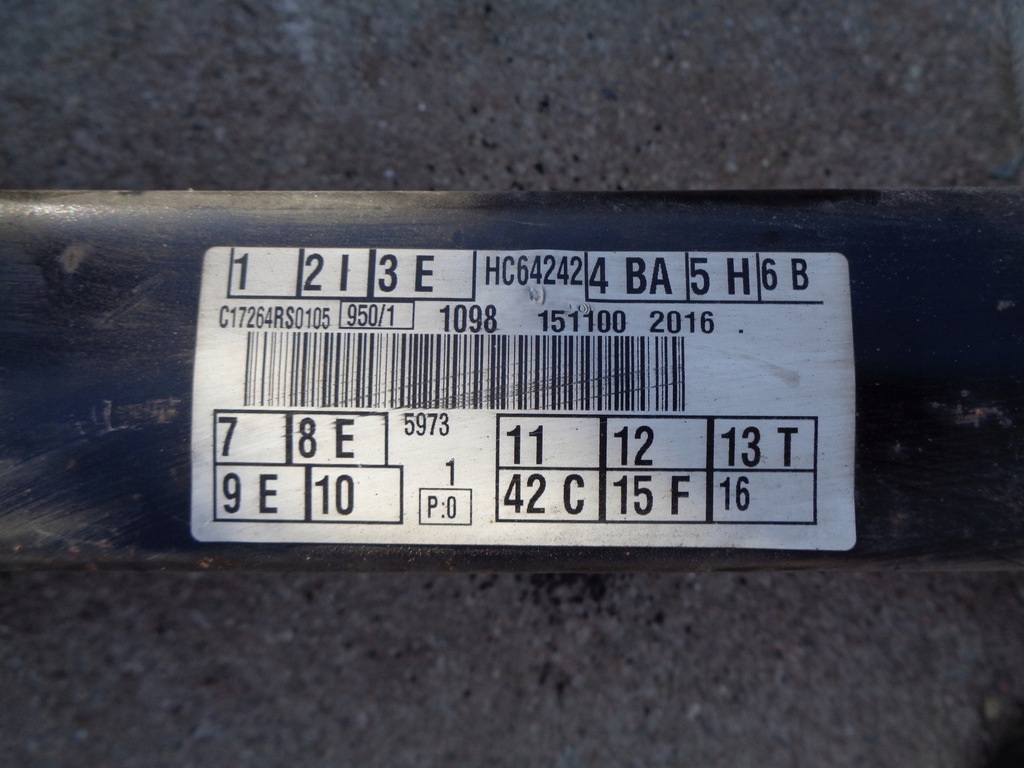 1 2 I 3 E HC64242 4 BA 5 H 6 B
C17264RS0105 950/1 1098 151100 2016 .
7 8 E 5973 11 12 13 T
9 E 10 1 P:0 42 C 15 F 16